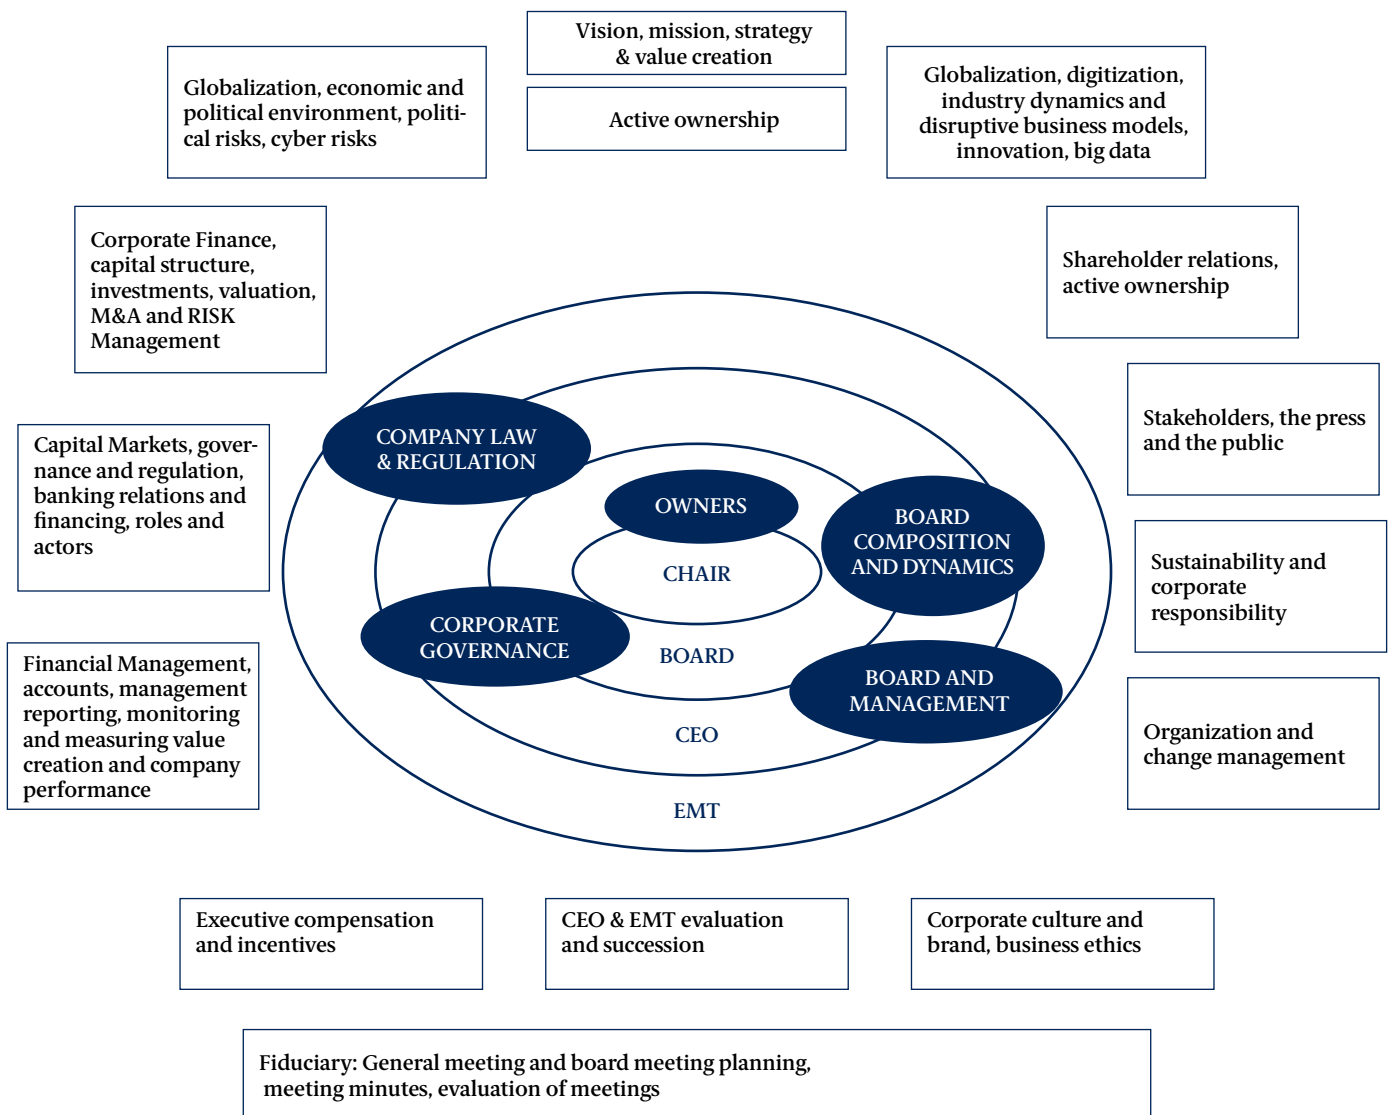 Vision, mission, strategy
& value creation
Active ownership
Globalization, economic and
political environment, politi-
cal risks, cyber risks
Globalization, digitization,
industry dynamics and
disruptive business models,
innovation, big data
Corporate Finance,
capital structure,
investments, valuation,
M&A and RISK
Management
Shareholder relations,
active ownership
Capital Markets, gover-
nance and regulation,
banking relations and
financing, roles and
actors
Stakeholders, the press
and the public
COMPANY LAW
& REGULATION
OWNERS
BOARD
COMPOSITION
AND DYNAMICS
CHAIR
CORPORATE
GOVERNANCE
BOARD
BOARD AND
MANAGEMENT
CEO
EMT
Sustainability and
corporate
responsibility
Financial Management,
accounts, management
reporting, monitoring
and measuring value
creation and company
performance
Organization and
change management
Executive compensation
and incentives
CEO & EMT evaluation
and succession
Corporate culture and
brand, business ethics
Fiduciary: General meeting and board meeting planning,
meeting minutes, evaluation of meetings